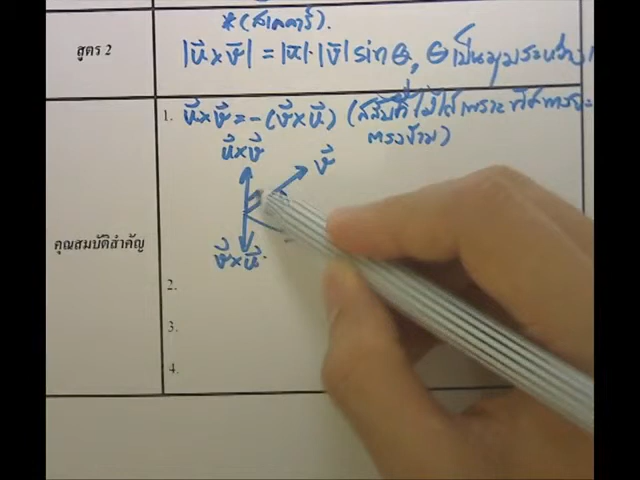 *(สเกลาร์).
สูตร 2
|u⃗×v⃗| = |u⃗|·|v⃗| sin θ, θ เป็นมุมระหว่าง
1. u⃗×v⃗ = -(v⃗×u⃗) (สลับที่ไม่ได้เพราะทิศทางจะ
ตรงข้าม)
u⃗×v⃗
v⃗
คุณสมบัติสำคัญ
v⃗×u⃗
2.
3.
4.